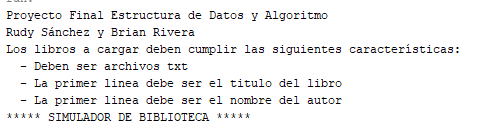 run:
Proyecto Final Estructura de Datos y Algoritmo
Rudy Sánchez y Brian Rivera
Los libros a cargar deben cumplir las siguientes características:
- Deben ser archivos txt
- La primer linea debe ser el titulo del libro
- La primer linea debe ser el nombre del autor
***** SIMULADOR DE BIBLIOTECA *****